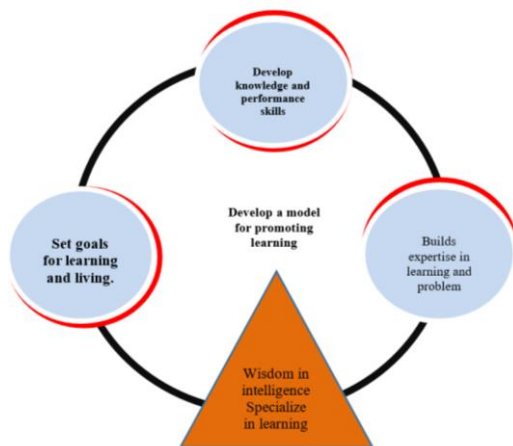 Develop
knowledge and
performance
skills
Develop a model
for promoting
learning
Set goals
for learning
and living.
Builds
expertise in
learning and
problem
Wisdom in
intelligence
Specialize
in learning